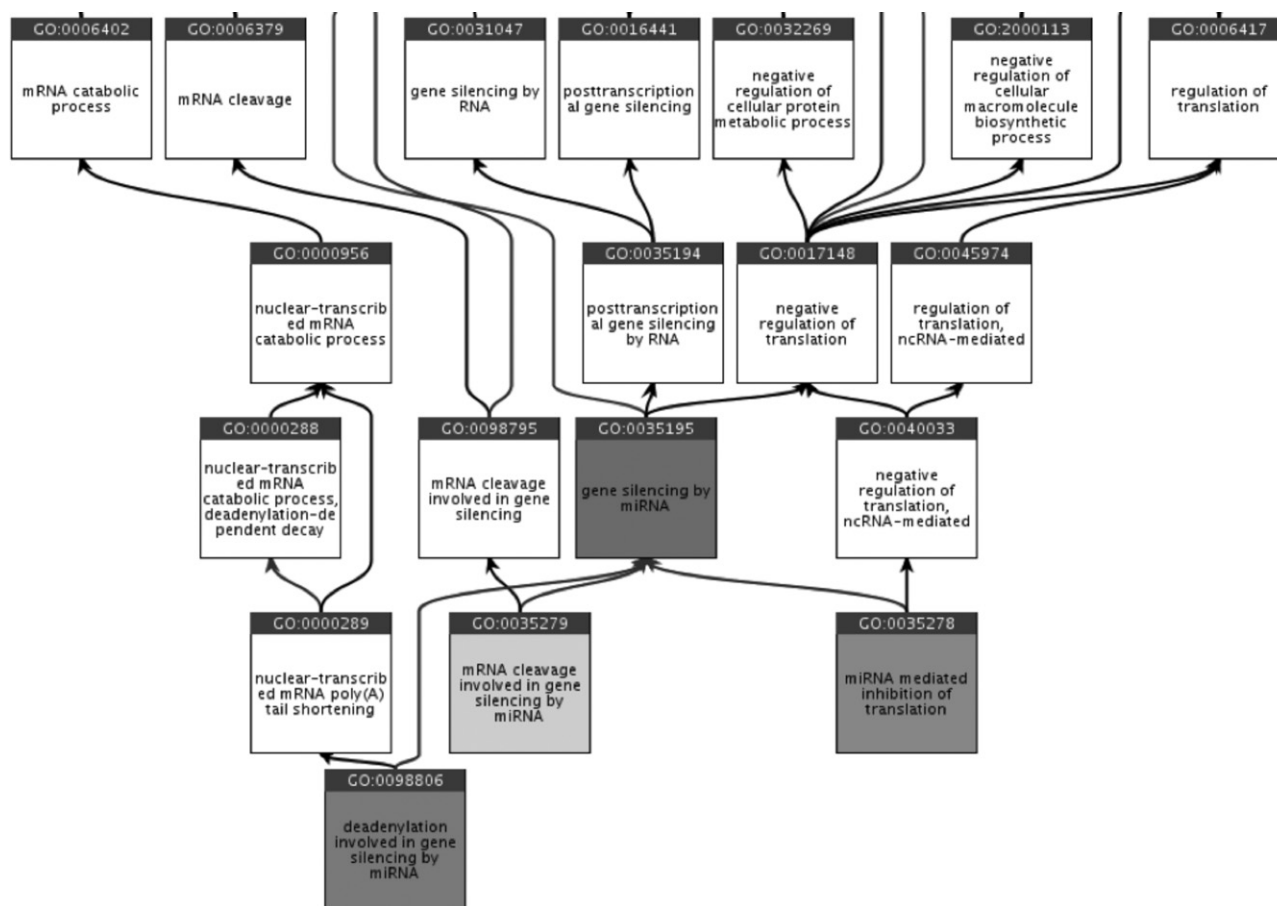 GO:0006402
mRNA catabolic
process
GO:0006379
mRNA cleavage
GO:0031047
gene silencing by
RNA
GO:0016441
posttranscription
al gene silencing
GO:0032269
negative
regulation of
cellular protein
metabolic process
GO:2000113
negative
regulation of
cellular
macromolecule
biosynthetic
process
GO:0006417
regulation of
translation
GO:0000956
nuclear-transcrib
ed mRNA
catabolic process
GO:0035194
posttranscription
al gene silencing
by RNA
GO:0017148
negative
regulation of
translation
GO:0045974
regulation of
translation,
ncRNA-mediated
GO:0000288
nuclear-transcrib
ed mRNA
catabolic process,
deadenylation-de
pendent decay
GO:0098795
mRNA cleavage
involved in gene
silencing
GO:0035195
gene silencing by
miRNA
GO:0040033
negative
regulation of
translation,
ncRNA-mediated
GO:0000289
nuclear-transcrib
ed mRNA poly(A)
tail shortening
GO:0035279
mRNA cleavage
involved in gene
silencing by
miRNA
GO:0035278
miRNA mediated
inhibition of
translation
GO:0098806
deadenylation
involved in gene
silencing by
miRNA